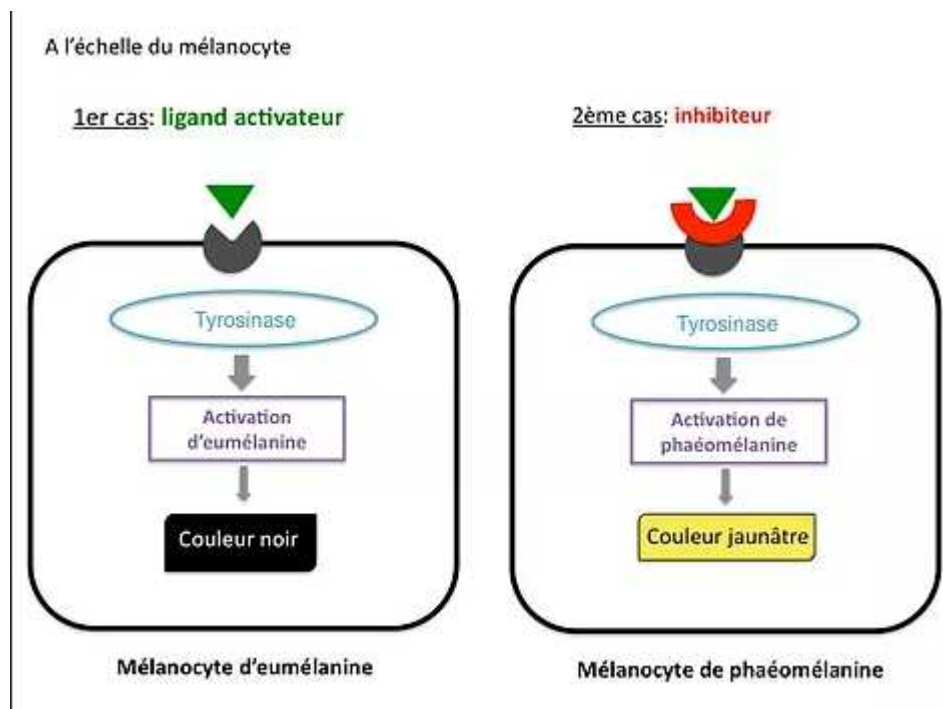 A l'échelle du mélanocyte
1er cas: ligand activateur
Tyrosinase
Activation
d'eumélanine
Couleur noir
Mélanocyte d'eumélanine
2ème cas: inhibiteur
Tyrosinase
Activation de
phaéomélanine
Couleur jaunâtre
Mélanocyte de phaéomélanine